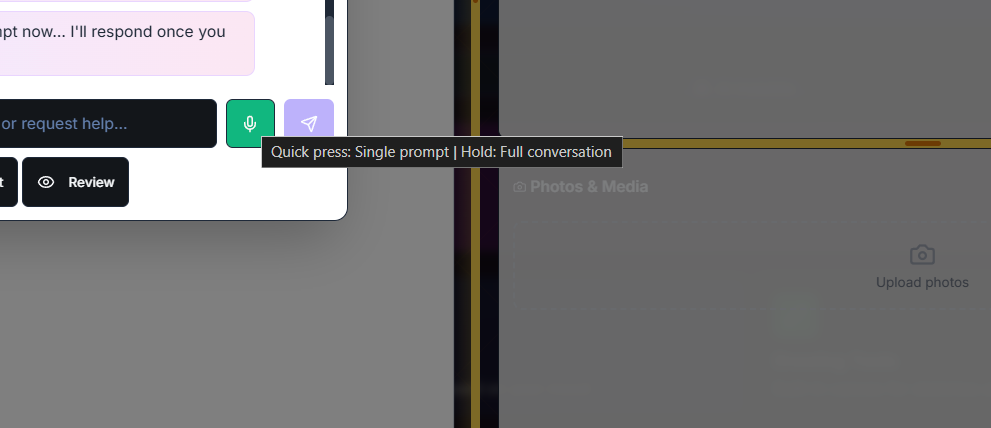 npt now... I'll respond once you
or request help...
Quick press: Single prompt | Hold: Full conversation
t
Review
Photos & Media
Upload photos